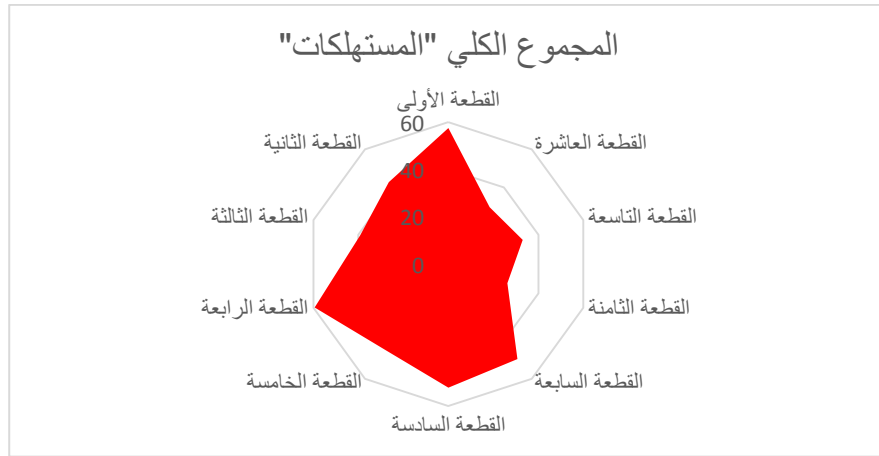 المجموع الكلي "المستهلكات"
القطعة الأولى
القطعة الثانية
القطعة الثالثة
القطعة الرابعة
القطعة الخامسة
القطعة السادسة
القطعة السابعة
القطعة الثامنة
القطعة التاسعة
القطعة العاشرة
60
40
20
0